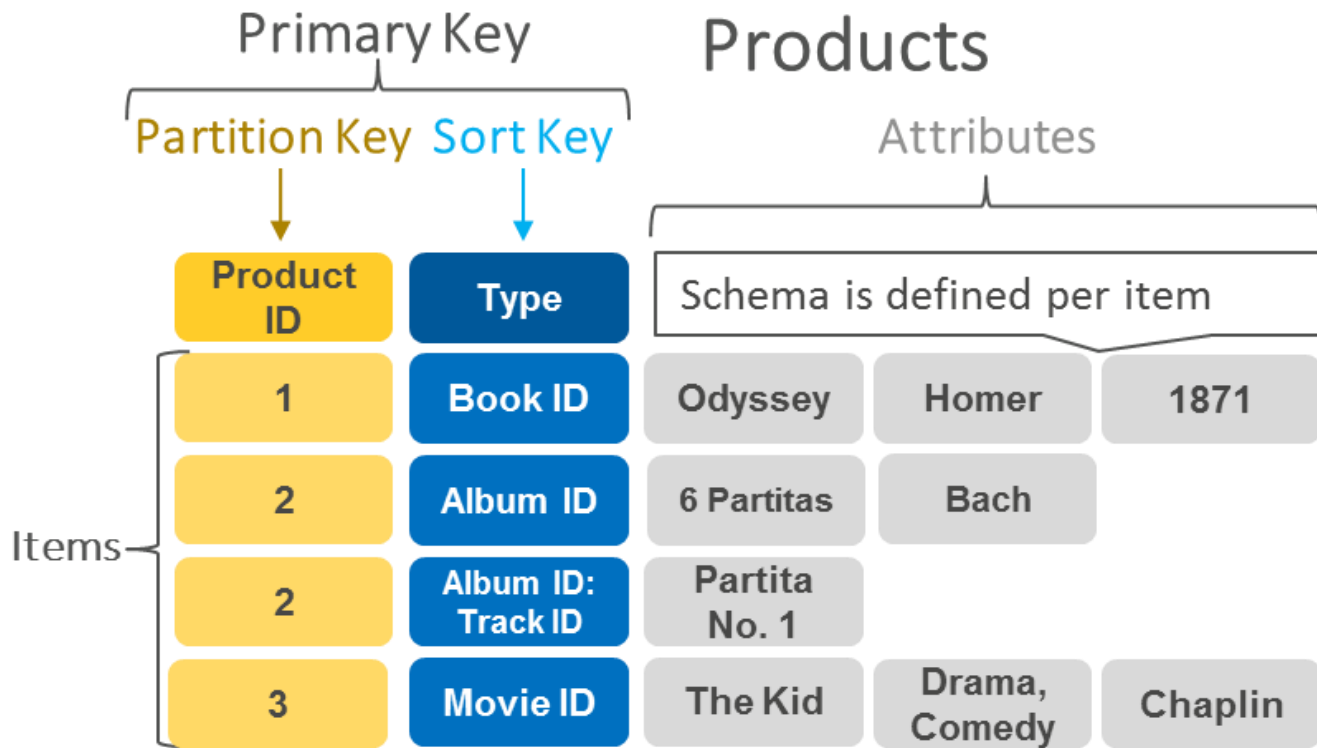 Primary Key
Products
Partition Key
Sort Key
Attributes
Product
ID
Type
Schema is defined per item
Items
1
Book ID
Odyssey
Homer
1871
2
Album ID
6 Partitas
Bach
2
Album ID:
Track ID
Partita
No. 1
3
Movie ID
The Kid
Drama,
Comedy
Chaplin